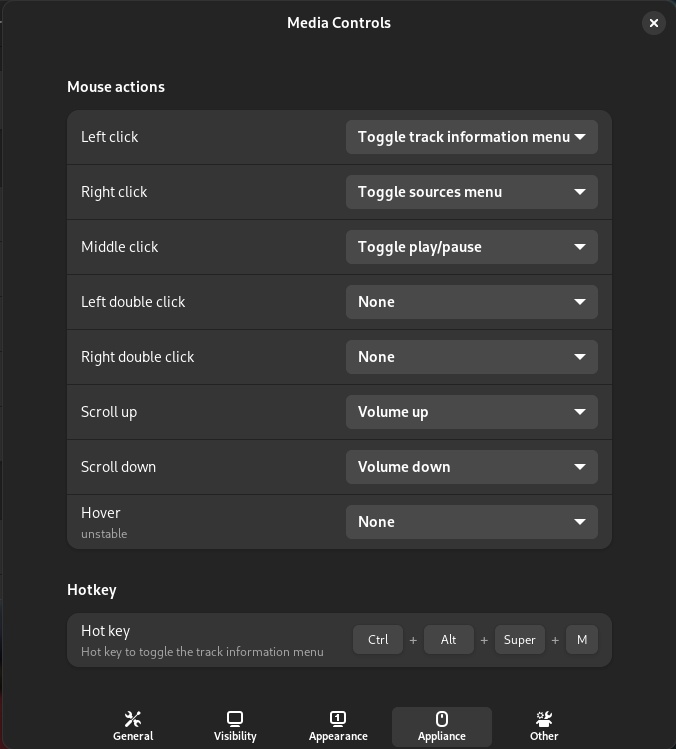 Media Controls
Mouse actions
Left click Toggle track information menu
Right click Toggle sources menu
Middle click Toggle play/pause
Left double click None
Right double click None
Scroll up Volume up
Scroll down Volume down
Hover
unstable
None
Hotkey
Hot key
Hot key to toggle the track information menu
Ctrl + Alt + Super + M
General Visibility Appearance Appliance Other